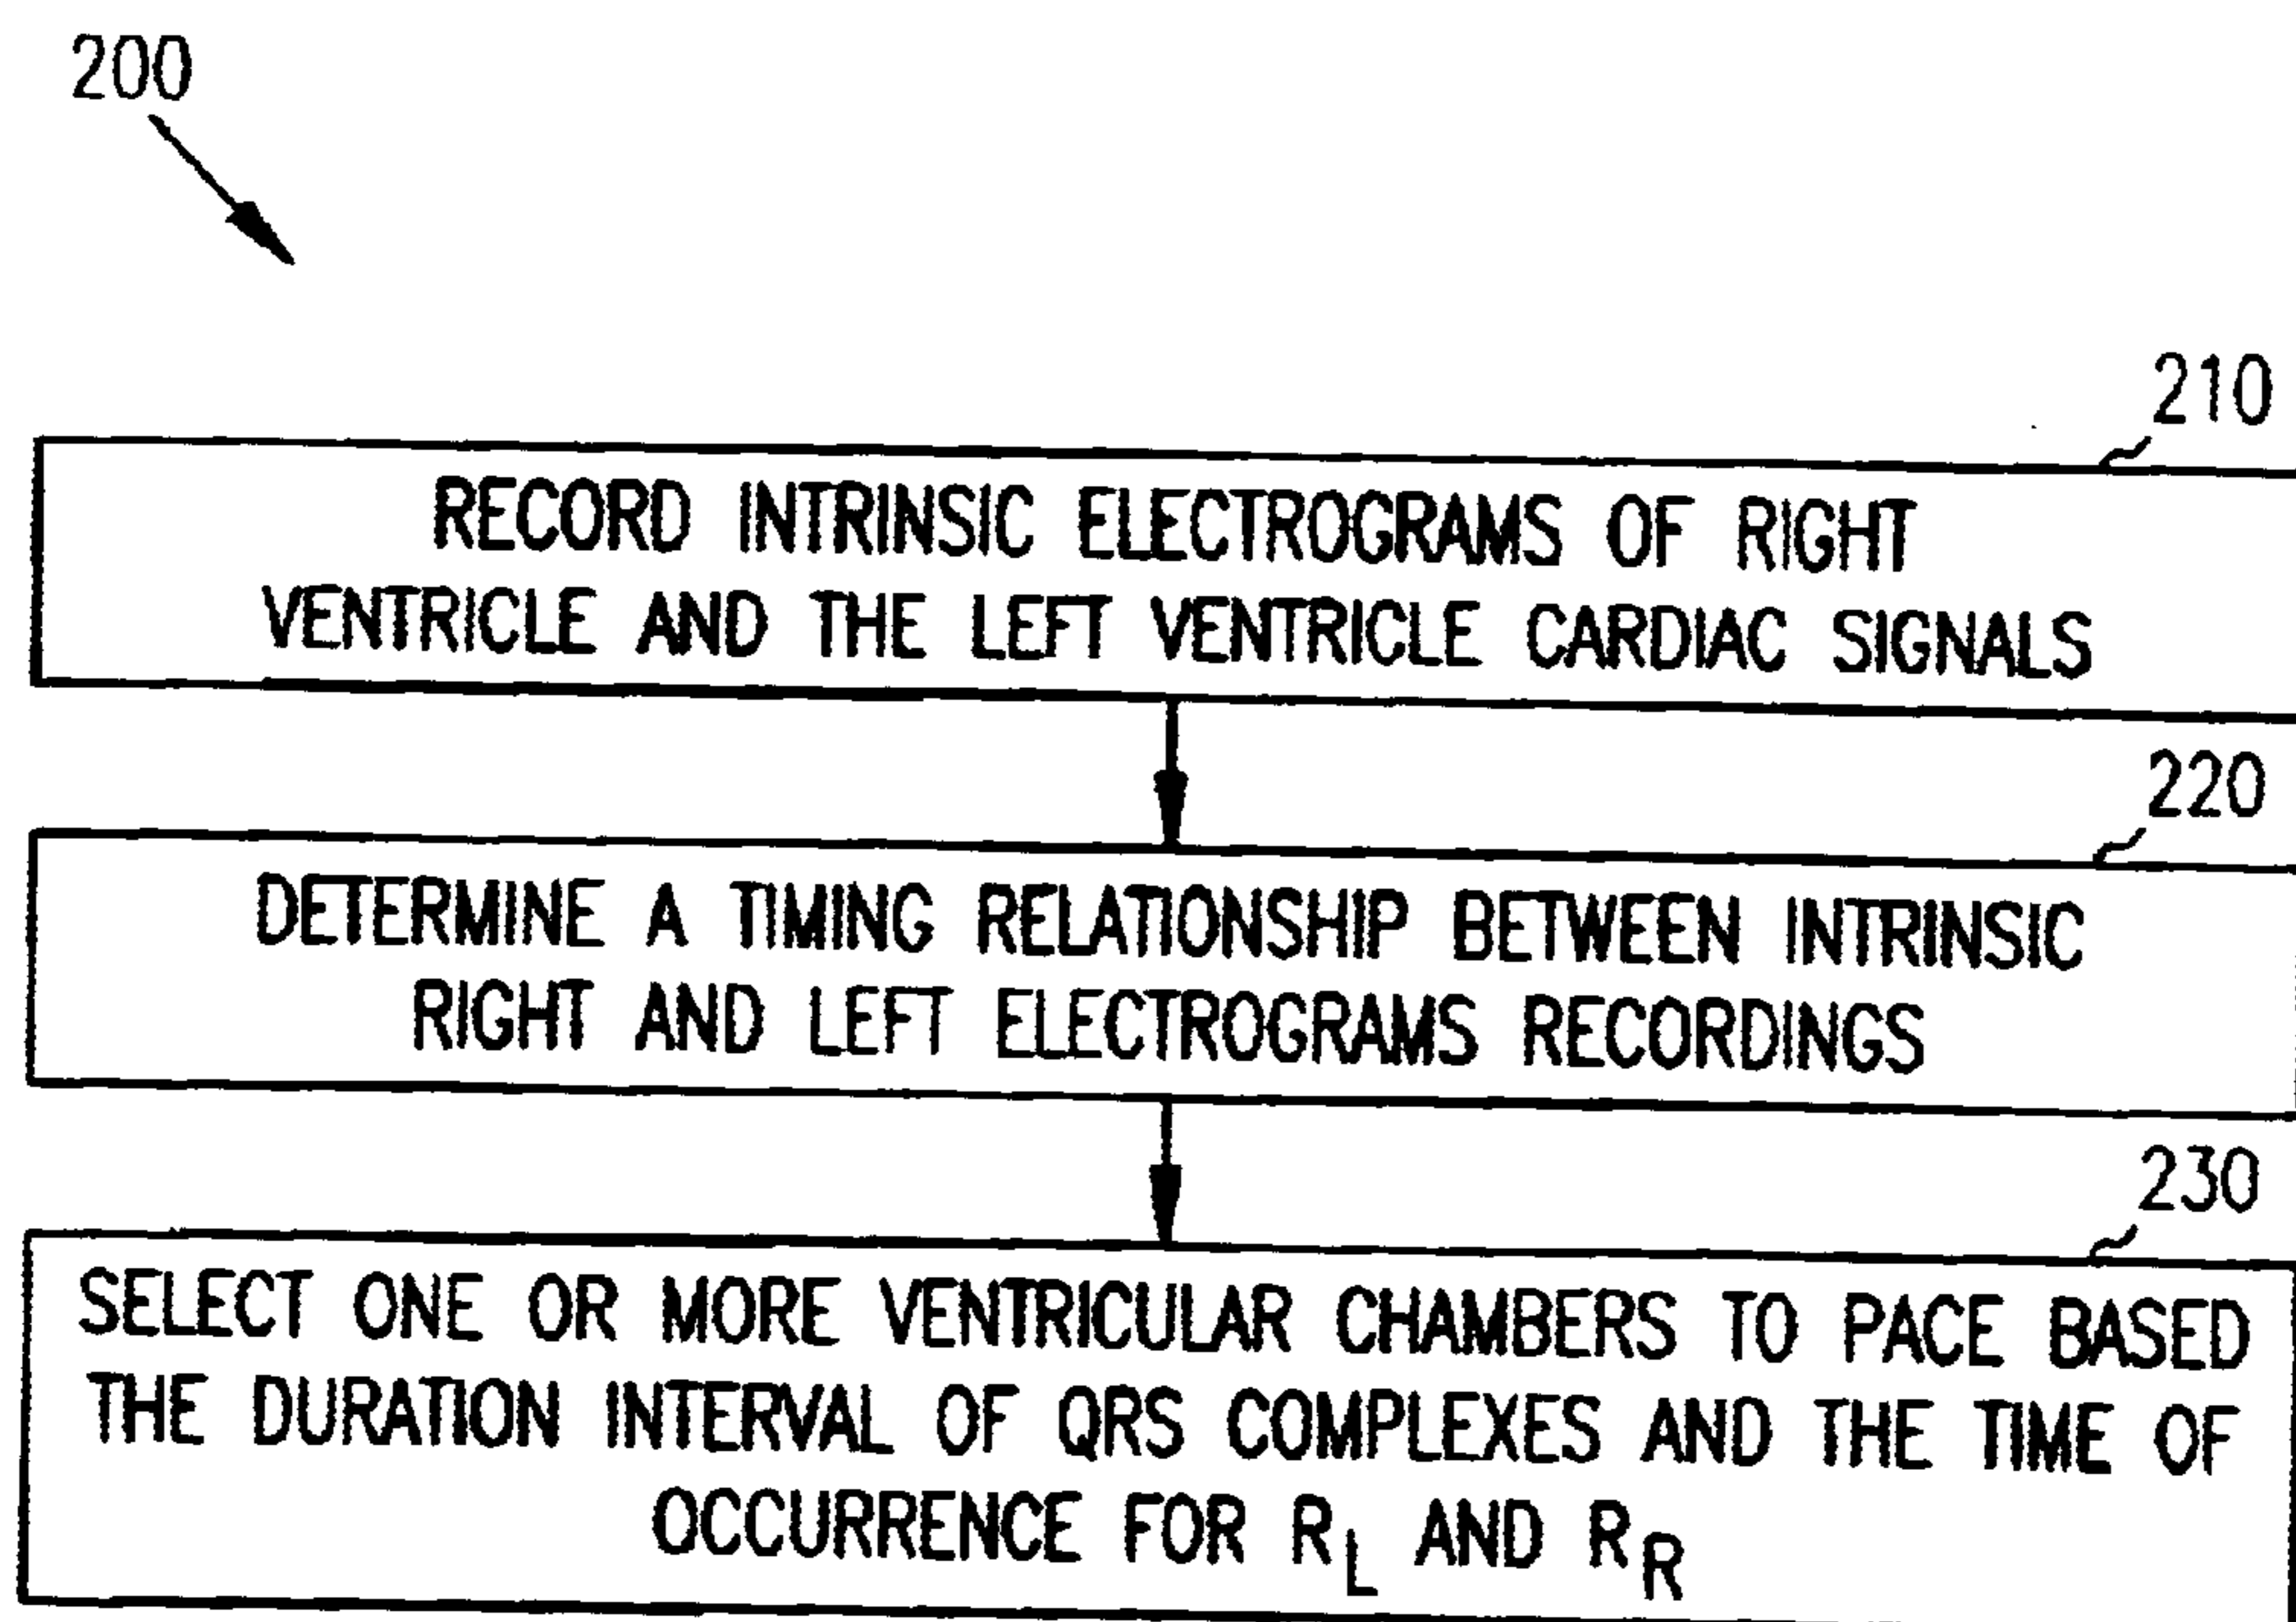 200
210
RECORD INTRINSIC ELECTROGRAMS OF RIGHT
VENTRICLE AND THE LEFT VENTRICLE CARDIAC SIGNALS
220
DETERMINE A TIMING RELATIONSHIP BETWEEN INTRINSIC
RIGHT AND LEFT ELECTROGRAMS RECORDINGS
230
SELECT ONE OR MORE VENTRICULAR CHAMBERS TO PACE BASED
THE DURATION INTERVAL OF QRS COMPLEXES AND THE TIME OF
OCCURRENCE FOR R_L AND R_R